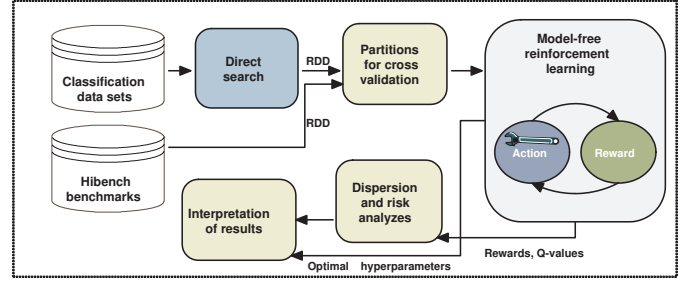 Classification
data sets
Direct
search
RDD
Partitions
for cross
validation
Model-free
reinforcement
learning
Action
Reward
RDD
Hibench
benchmarks
Interpretation
of results
Dispersion
and risk
analyzes
Rewards, Q-values
Optimal hyperparameters